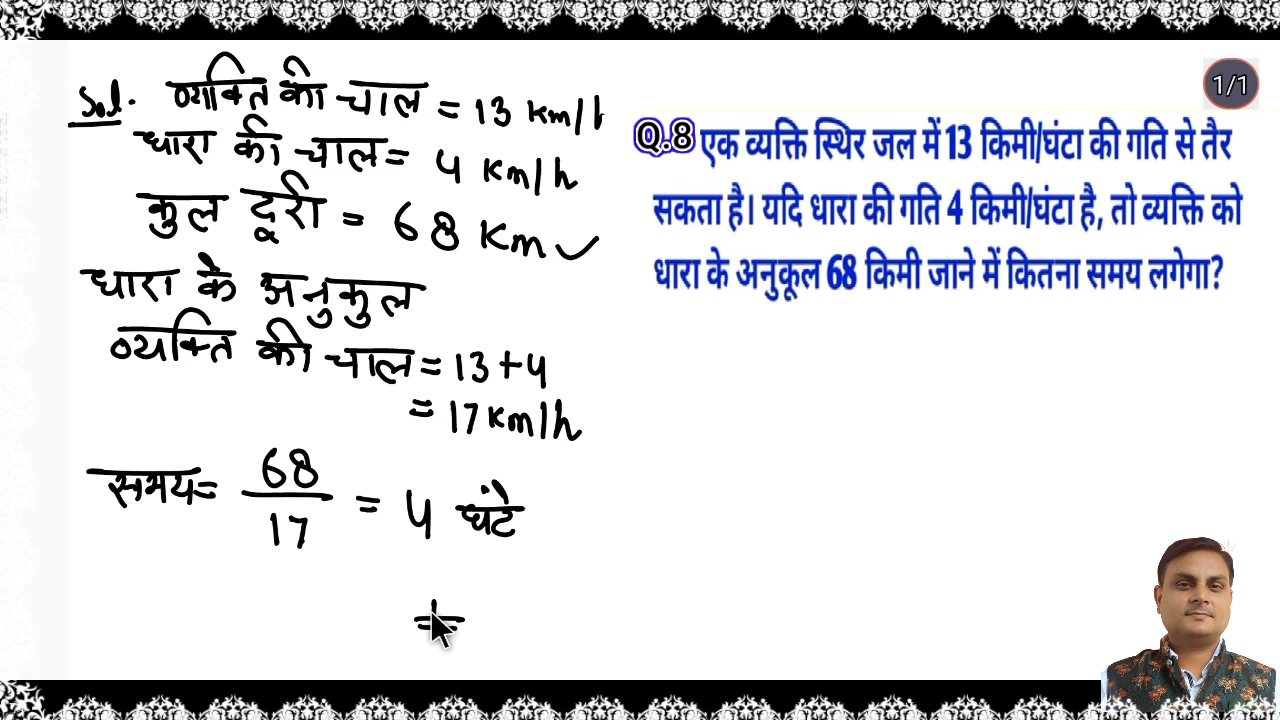 Sol. व्यक्ति की चाल = 13 Km/h
धारा की चाल = 4 Km/h
कुल दूरी = 68 Km
धारा के अनुकुल
व्यक्ति की चाल = 13 + 4
= 17 Km/h
समय = 68/17 = 4 घंटे
1/1
Q.8 एक व्यक्ति स्थिर जल में 13 किमी/घंटा की गति से तैर
सकता है। यदि धारा की गति 4 किमी/घंटा है, तो व्यक्ति को
धारा के अनुकूल 68 किमी जाने में कितना समय लगेगा?